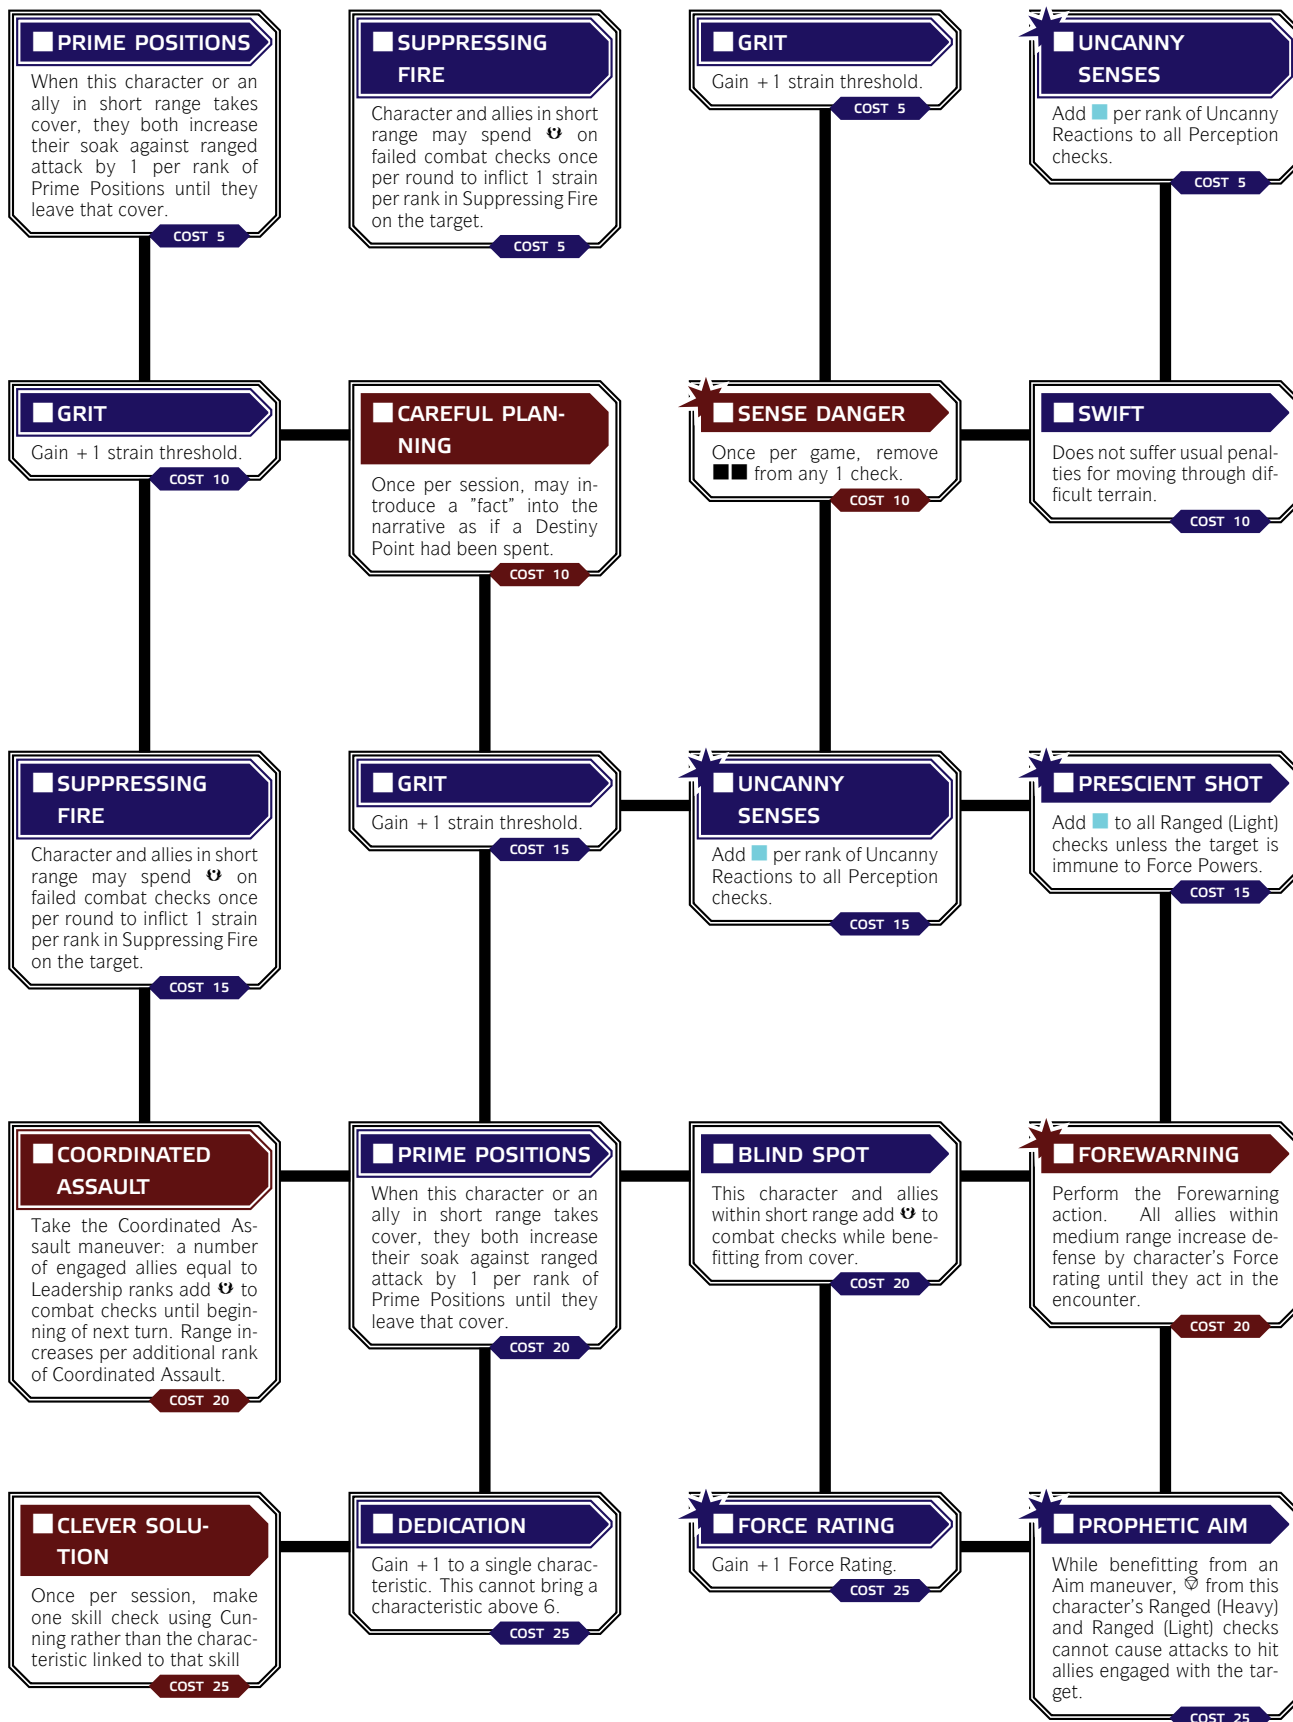 PRIME POSITIONS
When this character or an
ally in short range takes
cover, they both increase
their soak against ranged
attack by 1 per rank of
Prime Positions until they
leave that cover.
COST 5
SUPPRESSING
FIRE
Character and allies in short
range may spend on
failed combat checks once
per round to inflict 1 strain
per rank in Suppressing Fire
on the target.
COST 5
GRIT
Gain +1 strain threshold.
COST 5
UNCANNY
SENSES
Add per rank of Uncanny
Reactions to all Perception
checks.
COST 5
GRIT
Gain +1 strain threshold.
COST 10
CAREFUL PLAN-
NING
Once per session, may in-
troduce a "fact" into the
narrative as if a Destiny
Point had been spent.
COST 10
SENSE DANGER
Once per game, remove
from any 1 check.
COST 10
SWIFT
Does not suffer usual penal-
ties for moving through dif-
ficult terrain.
COST 10
SUPPRESSING
FIRE
Character and allies in short
range may spend on
failed combat checks once
per round to inflict 1 strain
per rank in Suppressing Fire
on the target.
COST 15
GRIT
Gain +1 strain threshold.
COST 15
UNCANNY
SENSES
Add per rank of Uncanny
Reactions to all Perception
checks.
COST 15
PRESCIENT SHOT
Add to all Ranged (Light)
checks unless the target is
immune to Force Powers.
COST 15
COORDINATED
ASSAULT
Take the Coordinated As-
sault maneuver: a number
of engaged allies equal to
Leadership ranks add to
combat checks until begin-
ning of next turn. Range in-
creases per additional rank
of Coordinated Assault.
COST 20
PRIME POSITIONS
When this character or an
ally in short range takes
cover, they both increase
their soak against ranged
attack by 1 per rank of
Prime Positions until they
leave that cover.
COST 20
BLIND SPOT
This character and allies
within short range add to
combat checks while bene-
fitting from cover.
COST 20
FOREWARNING
Perform the Forewarning
action. All allies within
medium range increase de-
fense by character's Force
rating until they act in the
encounter.
COST 20
CLEVER SOLU-
TION
Once per session, make
one skill check using Cun-
ning rather than the charac-
teristic linked to that skill
COST 25
DEDICATION
Gain +1 to a single charac-
teristic. This cannot bring a
characteristic above 6.
COST 25
FORCE RATING
Gain +1 Force Rating.
COST 25
PROPHETIC AIM
While benefitting from an
Aim maneuver, from this
character's Ranged (Heavy)
and Ranged (Light) checks
cannot cause attacks to hit
allies engaged with the tar-
get.
COST 25